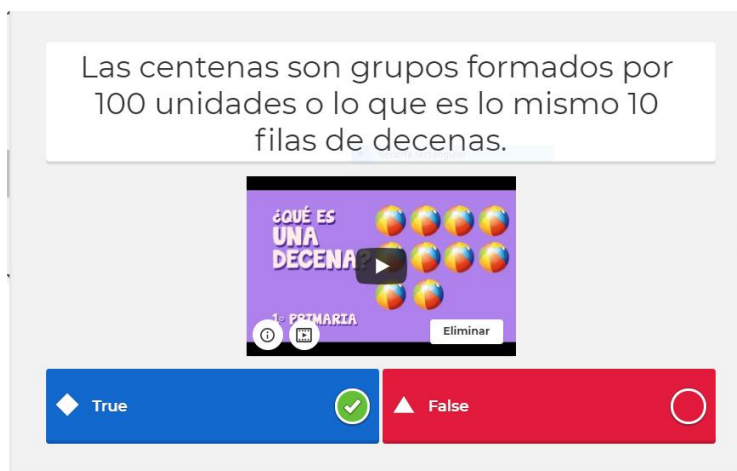 Las centenas son grupos formados por
100 unidades o lo que es lo mismo 10
filas de decenas.
¿QUÉ ES
UNA
DECENA?
1º PRIMARIA
Eliminar
True
False